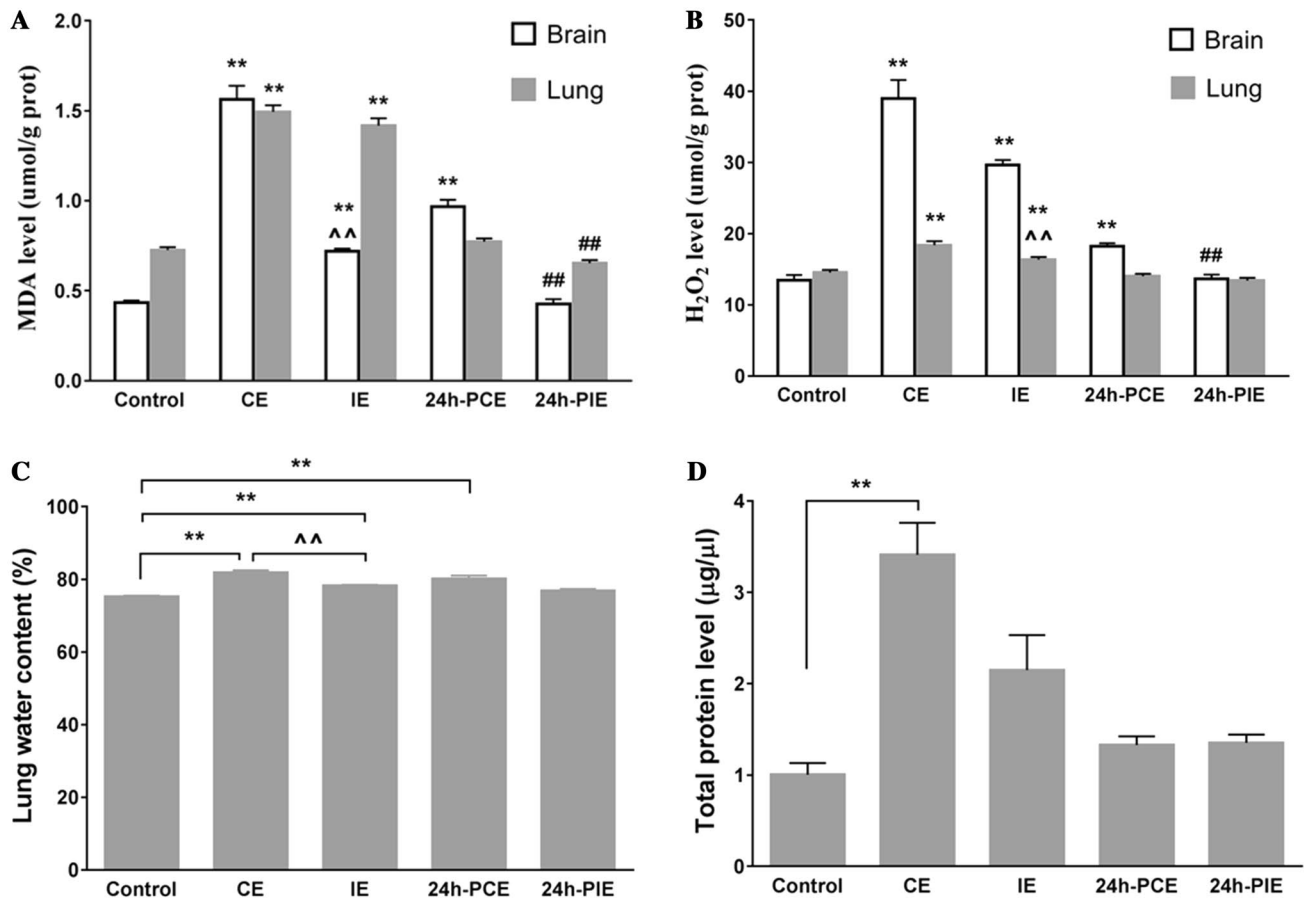 A
MDA level (umol/g prot)
2.0
1.5
1.0
0.5
0.0
Brain
Lung
**
**
**
**
^^
**
##
##
Control CE IE 24h-PCE 24h-PIE
B
H₂O₂ level (umol/g prot)
50
40
30
20
10
0
Brain
Lung
**
**
**
**
^^
**
##
Control CE IE 24h-PCE 24h-PIE
C
Lung water content (%)
100
80
60
40
20
0
**
**
**
^^
Control CE IE 24h-PCE 24h-PIE
D
Total protein level (μg/μl)
4
3
2
1
0
**
Control CE IE 24h-PCE 24h-PIE